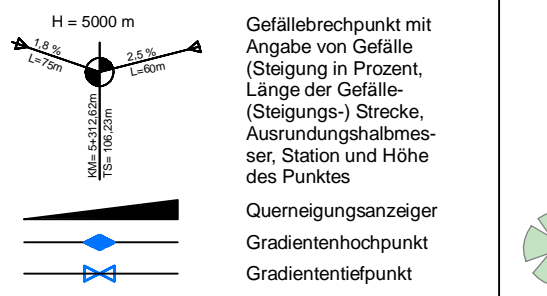 H = 5000 m
1,8 %
L=75m
2,5 %
L=60m
KM= 5+312,62m
TS= 106,23m
Gefällebrechpunkt mit
Angabe von Gefälle
(Steigung in Prozent,
Länge der Gefälle-
(Steigungs-) Strecke,
Ausrundungshalbmes-
ser, Station und Höhe
des Punktes
Querneigungsanzeiger
Gradientenhochpunkt
Gradiententiefpunkt